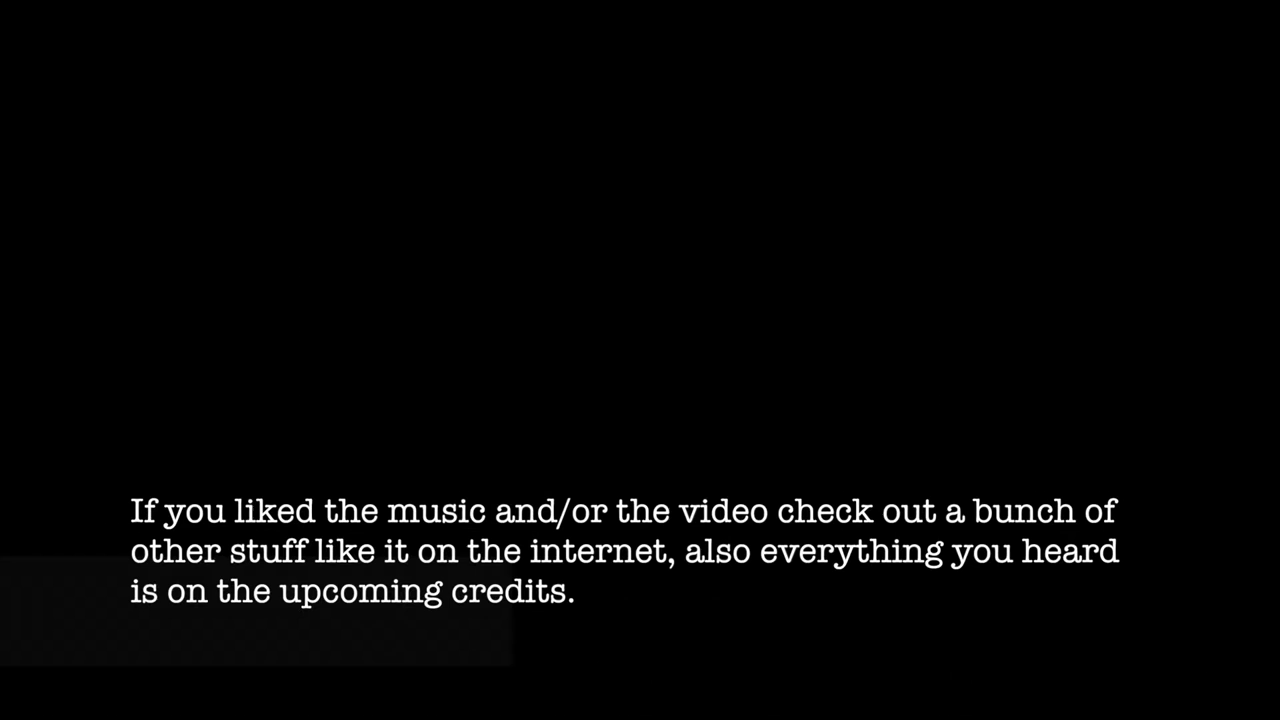 If you liked the music and/or the video check out a bunch of
other stuff like it on the internet, also everything you heard
is on the upcoming credits.